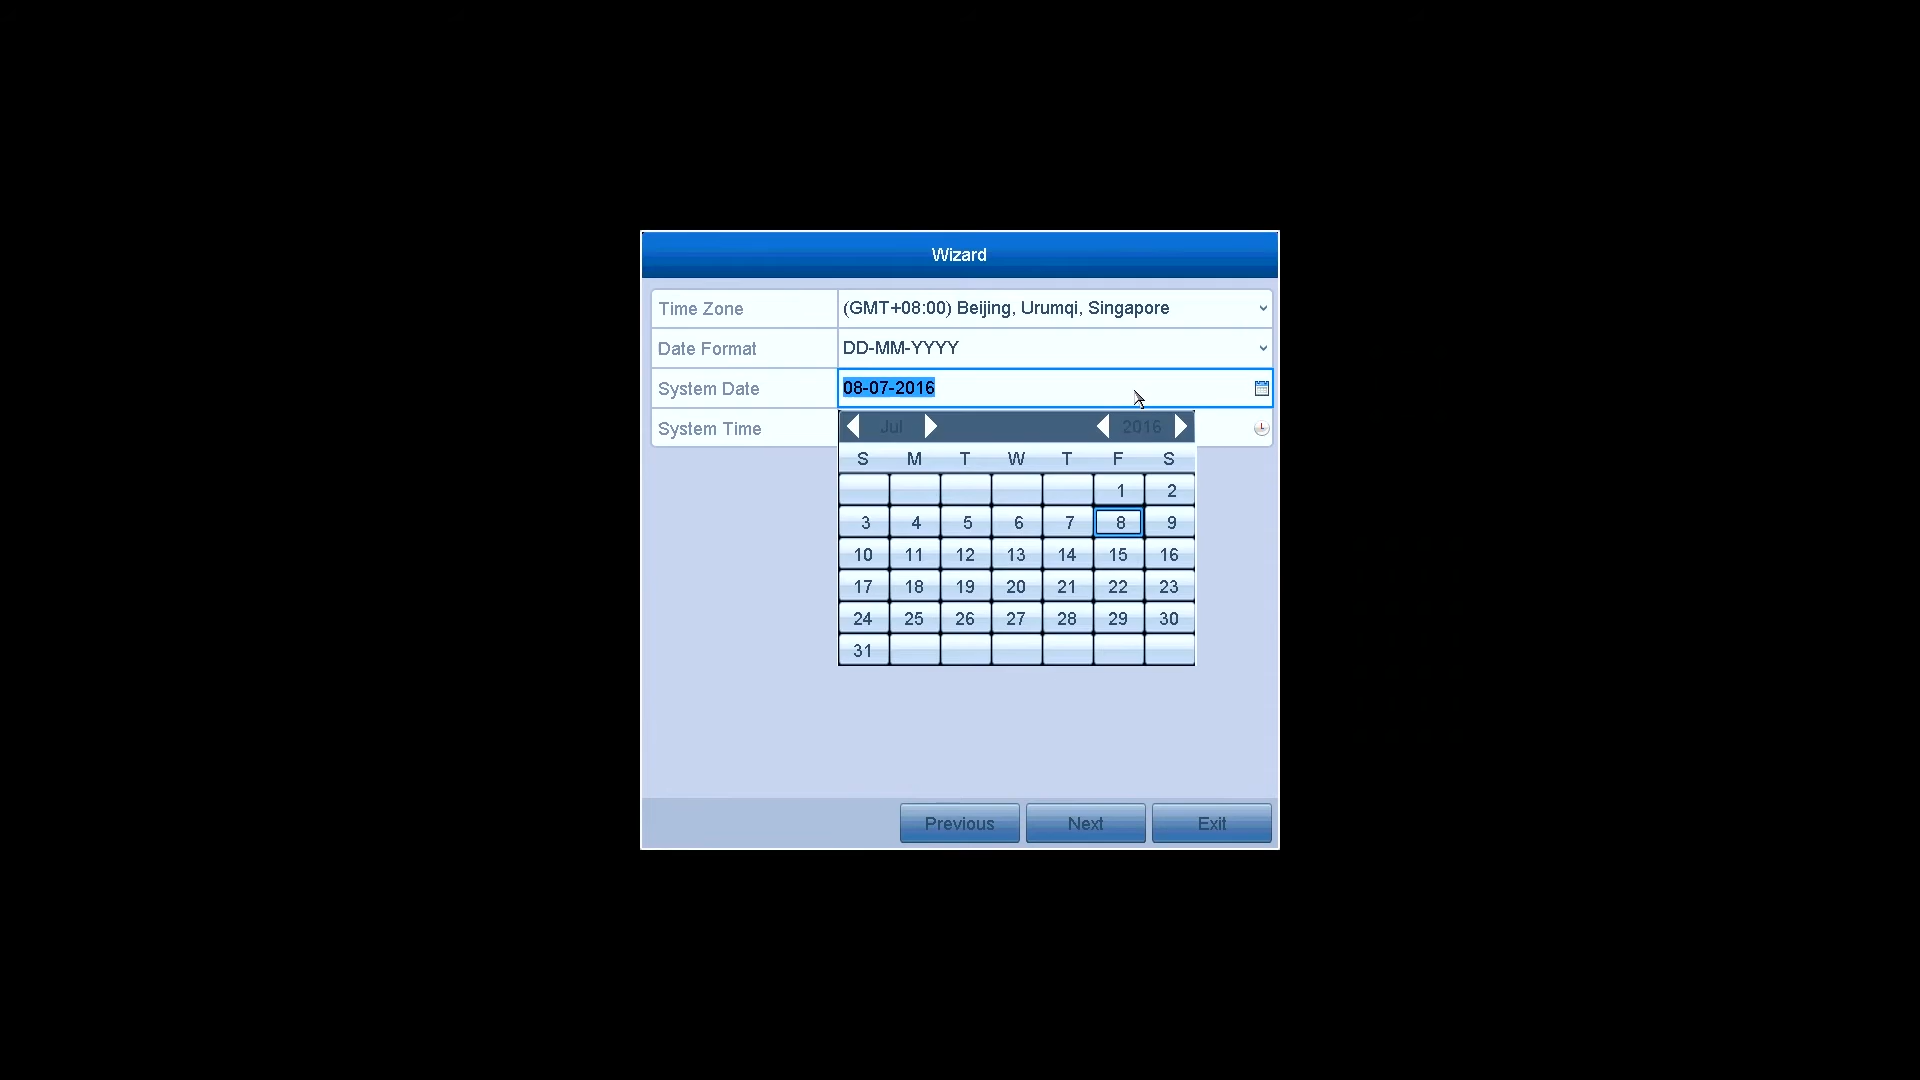 Wizard
Time Zone (GMT+08:00) Beijing, Urumqi, Singapore
Date Format DD-MM-YYYY
System Date 08-07-2016
System Time
Jul 2016
S M T W T F S
1 2
3 4 5 6 7 8 9
10 11 12 13 14 15 16
17 18 19 20 21 22 23
24 25 26 27 28 29 30
31
Previous Next Exit